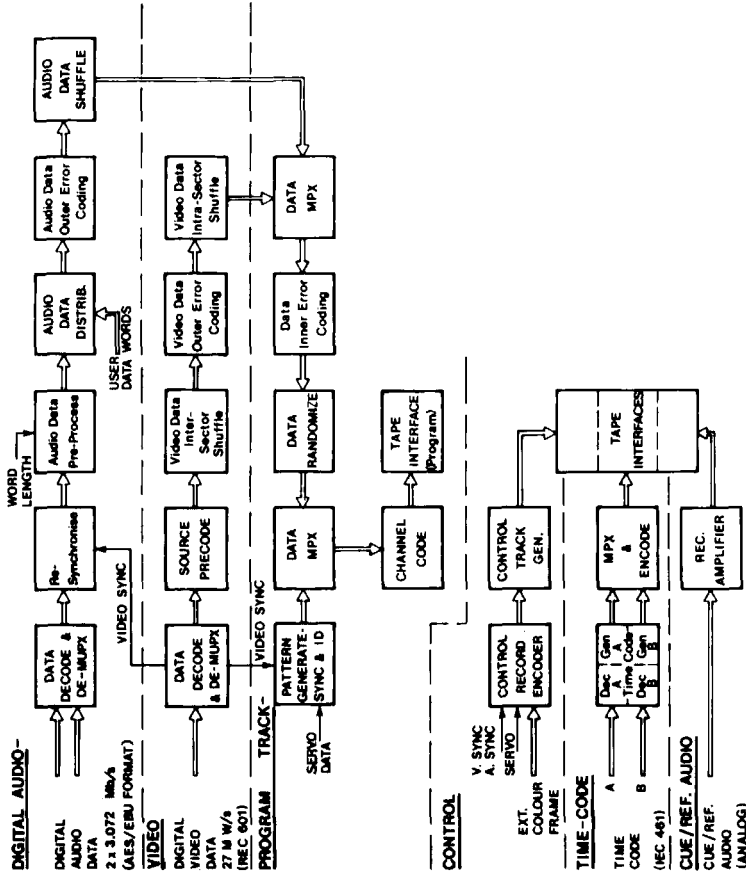 DIGITAL AUDIO-
DIGITAL
AUDIO
DATA
2 x 3.072 Mb/s
(AES/EBU FORMAT)
DATA
DECODE &
DE-MUPX
Re-
Synchronise
WORD
LENGTH
Audio Data
Pre-Process
AUDIO
DATA
DISTRIB.
USER
DATA WORDS
Audio Data
Outer Error
Coding
AUDIO
DATA
SHUFFLE
VIDEO SYNC
VIDEO
DIGITAL
VIDEO
DATA
27 M W/s
(REC 601)
DATA
DECODE
& DE-MUPX
SOURCE
PRECODE
Video Data
Inter-
Sector
Shuffle
Video Data
Outer Error
Coding
Video Data
Intra-Sector
Shuffle
VIDEO SYNC
PROGRAM TRACK-
SERVO
DATA
PATTERN
GENERATE-
SYNC & ID
DATA
MPX
DATA
RANDOMIZE
Data
Inner Error
Coding
DATA
MPX
CHANNEL
CODE
TAPE
INTERFACE
(Program)
CONTROL
V. SYNC
A. SYNC
SERVO
EXT.
COLOUR
FRAME
CONTROL
RECORD
ENCODER
CONTROL
TRACK
GEN.
TAPE
INTERFACES
TIME-CODE
TIME
CODE
(IEC 461)
A
B
Dec Gen
A A
Time Code
Dec Gen
B B
MPX
&
ENCODE
CUE/REF. AUDIO
CUE/REF.
AUDIO
(ANALOG)
REC.
AMPLIFIER